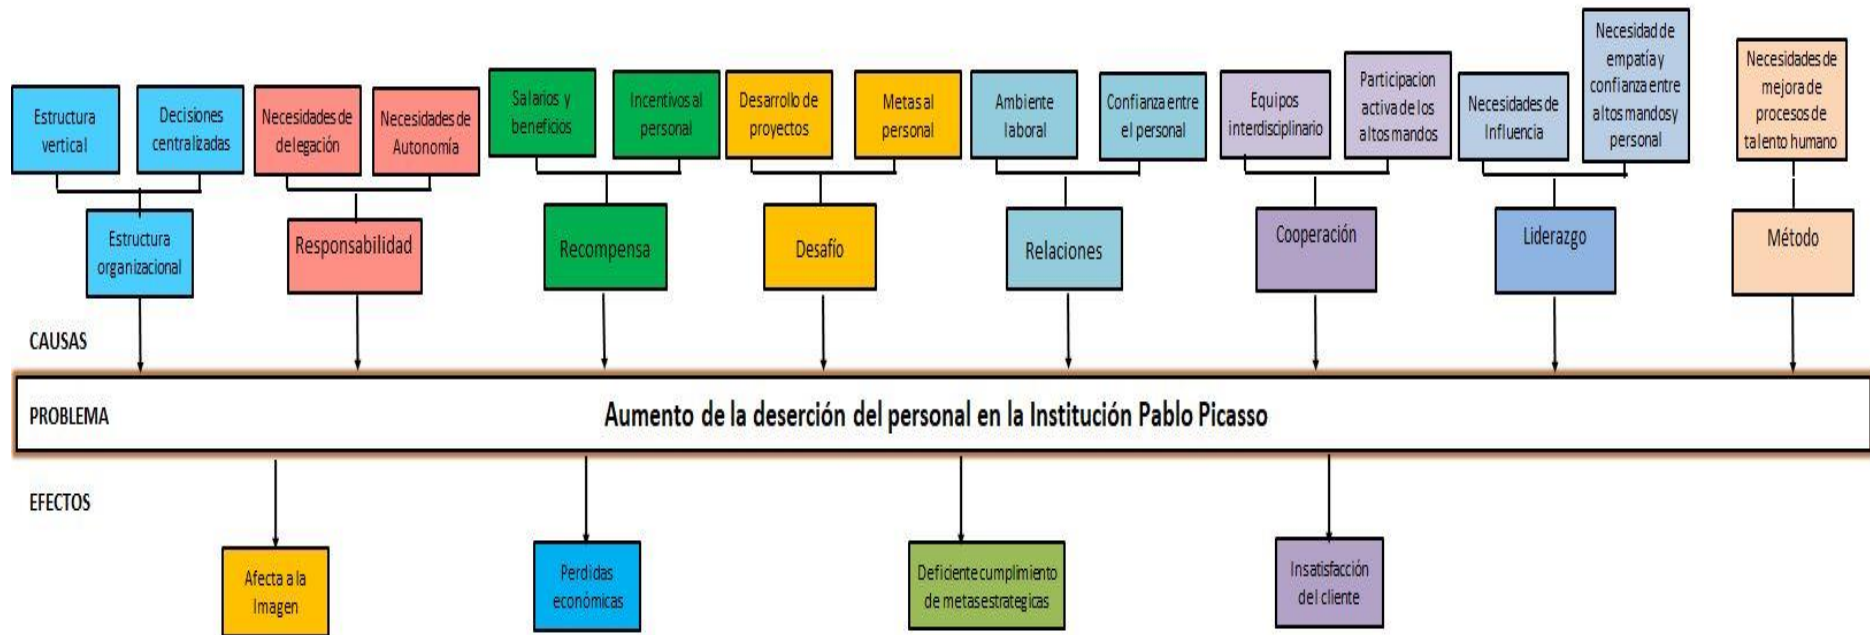 Estructura
vertical
Decisiones
centralizadas
Necesidades de
delegación
Necesidades de
Autonomía
Salarios y
beneficios
Incentivos al
personal
Desarrollo de
proyectos
Metas al
personal
Ambiente
laboral
Confianza entre
el personal
Equipos
interdisciplinario
Participacion
activa de los
altos mandos
Necesidades de
Influencia
Necesidad de
empatía y
confianza entre
altos mandos y
personal
Necesidades de
mejora de
procesos de
talento humano
Estructura
organizacional
Responsabilidad
Recompensa
Desafío
Relaciones
Cooperación
Liderazgo
Método
CAUSAS
PROBLEMA
Aumento de la deserción del personal en la Institución Pablo Picasso
EFECTOS
Afecta a la
Imagen
Perdidas
económicas
Deficiente cumplimiento
de metas estrategicas
Insatisfacción
del cliente